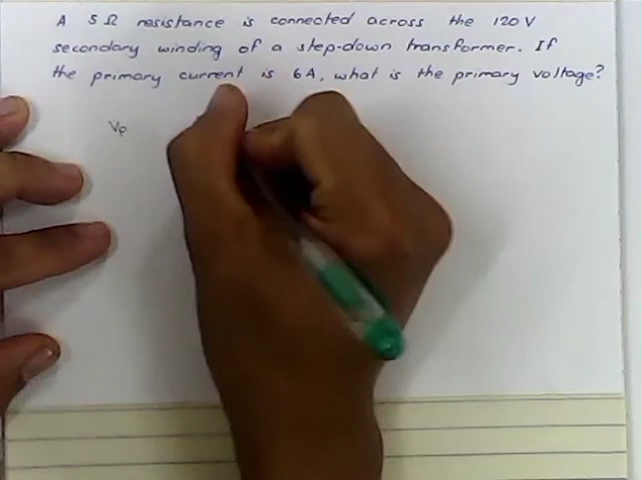 A 5 Ω resistance is connected across the 120 V
secondary winding of a step-down transformer. If
the primary current is 6A, what is the primary voltage?
Vp